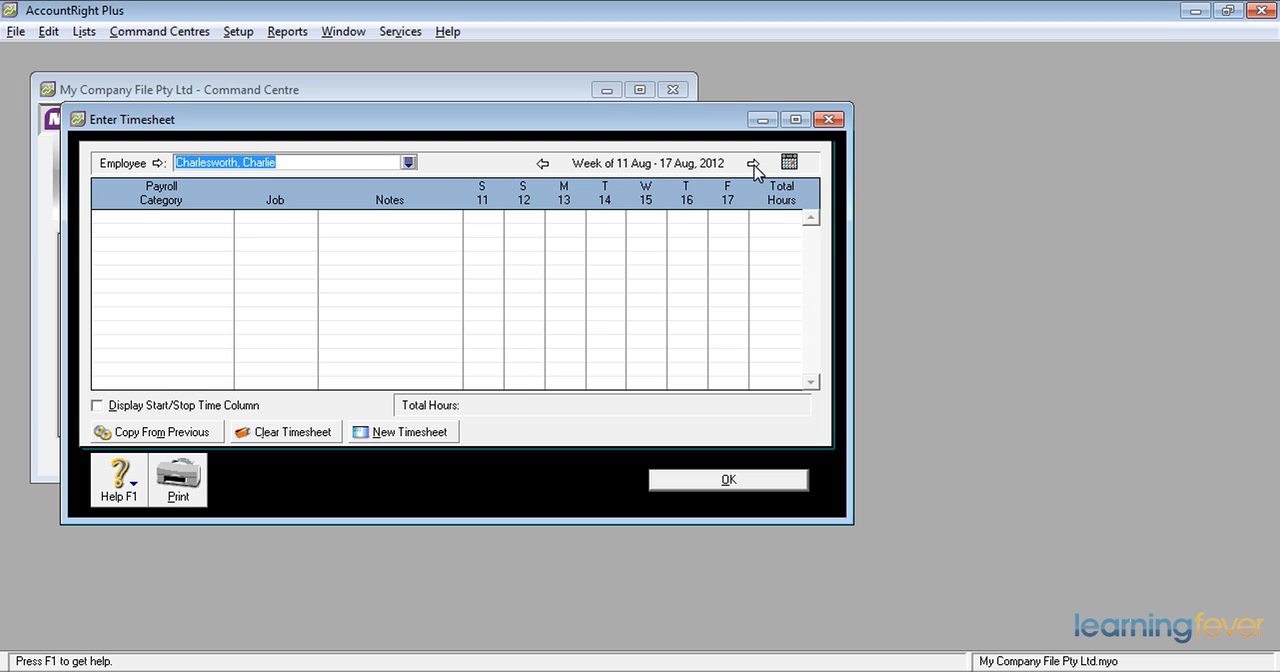 AccountRight Plus
File Edit Lists Command Centres Setup Reports Window Services Help
My Company File Pty Ltd - Command Centre
Enter Timesheet
Employee Charlesworth, Charlie Week of 11 Aug - 17 Aug, 2012
Payroll Category Job Notes S 11 S 12 M 13 T 14 W 15 T 16 F 17 Total Hours
Display Start/Stop Time Column Total Hours:
Copy From Previous Clear Timesheet New Timesheet
Help F1 Print OK
learningfever
Press F1 to get help. My Company File Pty Ltd.myo